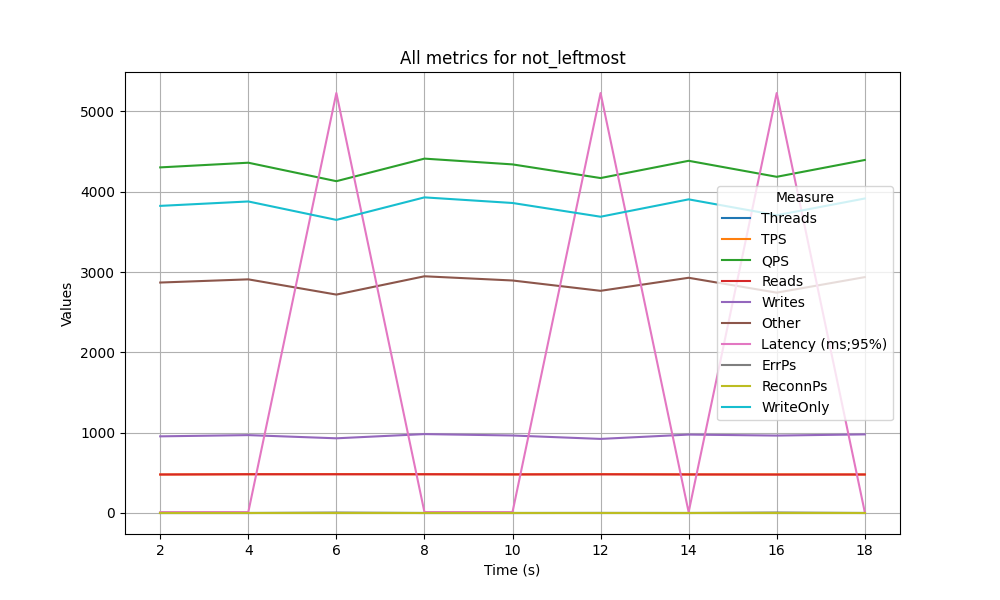 All metrics for not_leftmost
Values
5000
4000
3000
2000
1000
0
2 4 6 8 10 12 14 16 18
Time (s)
Measure
Threads
TPS
QPS
Reads
Writes
Other
Latency (ms;95%)
ErrPs
ReconnPs
WriteOnly